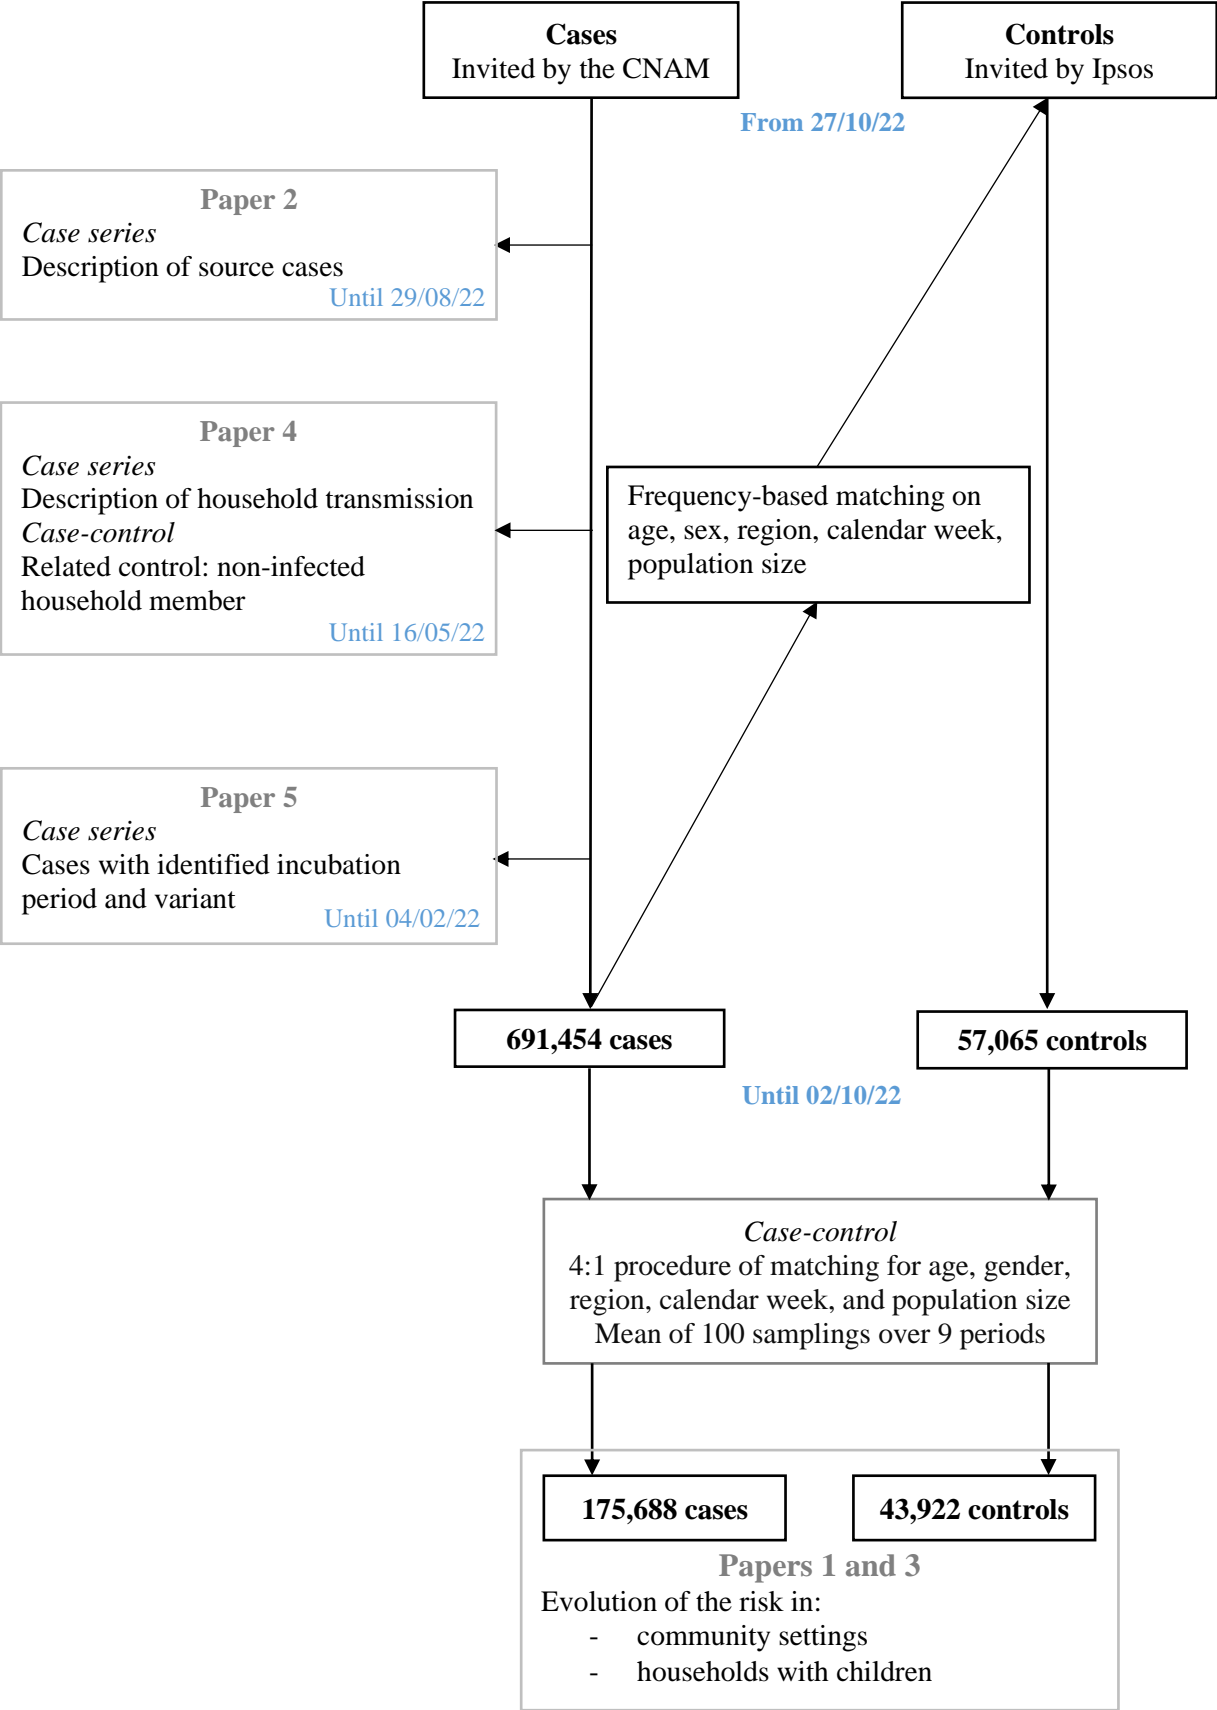 Cases
Invited by the CNAM
Controls
Invited by Ipsos
From 27/10/22
Paper 2
Case series
Description of source cases
Until 29/08/22
Paper 4
Case series
Description of household transmission
Case-control
Related control: non-infected
household member
Until 16/05/22
Frequency-based matching on
age, sex, region, calendar week,
population size
Paper 5
Case series
Cases with identified incubation
period and variant
Until 04/02/22
691,454 cases
57,065 controls
Until 02/10/22
Case-control
4:1 procedure of matching for age, gender,
region, calendar week, and population size
Mean of 100 samplings over 9 periods
175,688 cases
43,922 controls
Papers 1 and 3
Evolution of the risk in:
- community settings
- households with children